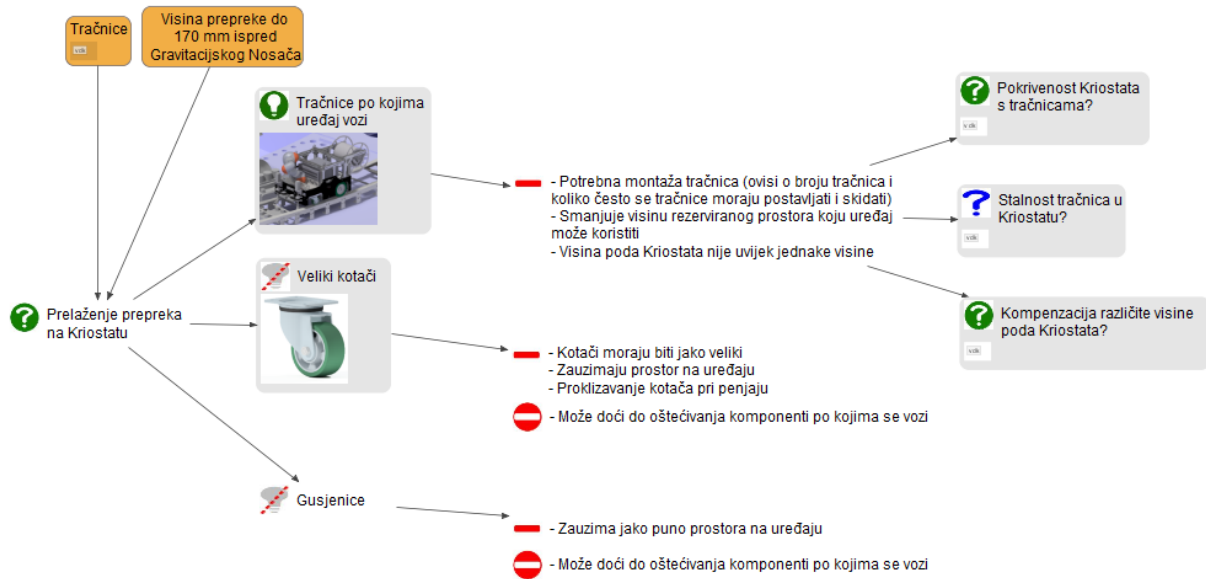 Tračnice
Visina prepreke do
170 mm ispred
Gravitacijskog Nosača
Tračnice po kojima
uređaj vozi
Pokrivenost Kriostata
s tračnicama?
- Potrebna montaža tračnica (ovisi o broju tračnica i
koliko često se tračnice moraju postavljati i skidati)
- Smanjuje visinu rezerviranog prostora koju uređaj
može koristiti
- Visina poda Kriostata nije uvijek jednake visine
Stalnost tračnica u
Kriostatu?
Veliki kotači
Prelaženje prepreka
na Kriostatu
Kompenzacija različite visine
poda Kriostata?
- Kotači moraju biti jako veliki
- Zauzimaju prostor na uređaju
- Proklizavanje kotača pri penjaju
- Može doći do oštećivanja komponenti po kojima se vozi
Gusjenice
- Zauzima jako puno prostora na uređaju
- Može doći do oštećivanja komponenti po kojima se vozi